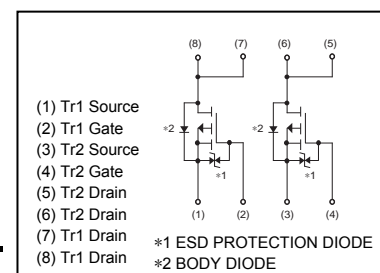 (8) (7) (6) (5)
(1) Tr1 Source
(2) Tr1 Gate
(3) Tr2 Source
(4) Tr2 Gate
(5) Tr2 Drain
(6) Tr2 Drain
(7) Tr1 Drain
(8) Tr1 Drain
∗2 ∗2
∗1 ∗1
(1) (2) (3) (4)
∗1 ESD PROTECTION DIODE
∗2 BODY DIODE